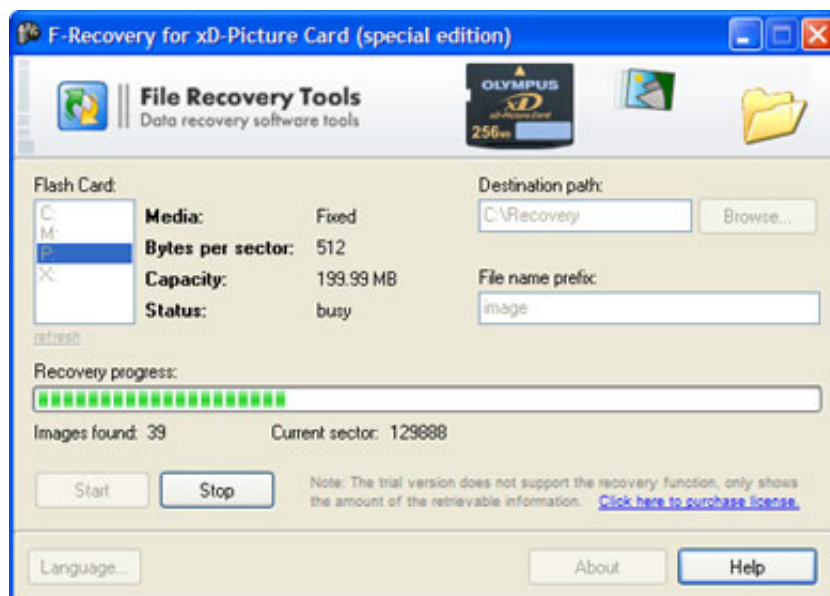 F-Recovery for xD-Picture Card (special edition)
File Recovery Tools
Data recovery software tools
OLYMPUS
xD
xD-Picture Card
256MB
Flash Card:
C:
M:
P:
X:
refresh
Media: Fixed
Bytes per sector: 512
Capacity: 199.99 MB
Status: busy
Destination path:
C:\Recovery
Browse...
File name prefix:
image
Recovery progress:
Images found: 39 Current sector: 129888
Start
Stop
Note: The trial version does not support the recovery function, only shows
the amount of the retrievable information. Click here to purchase license.
Language...
About
Help